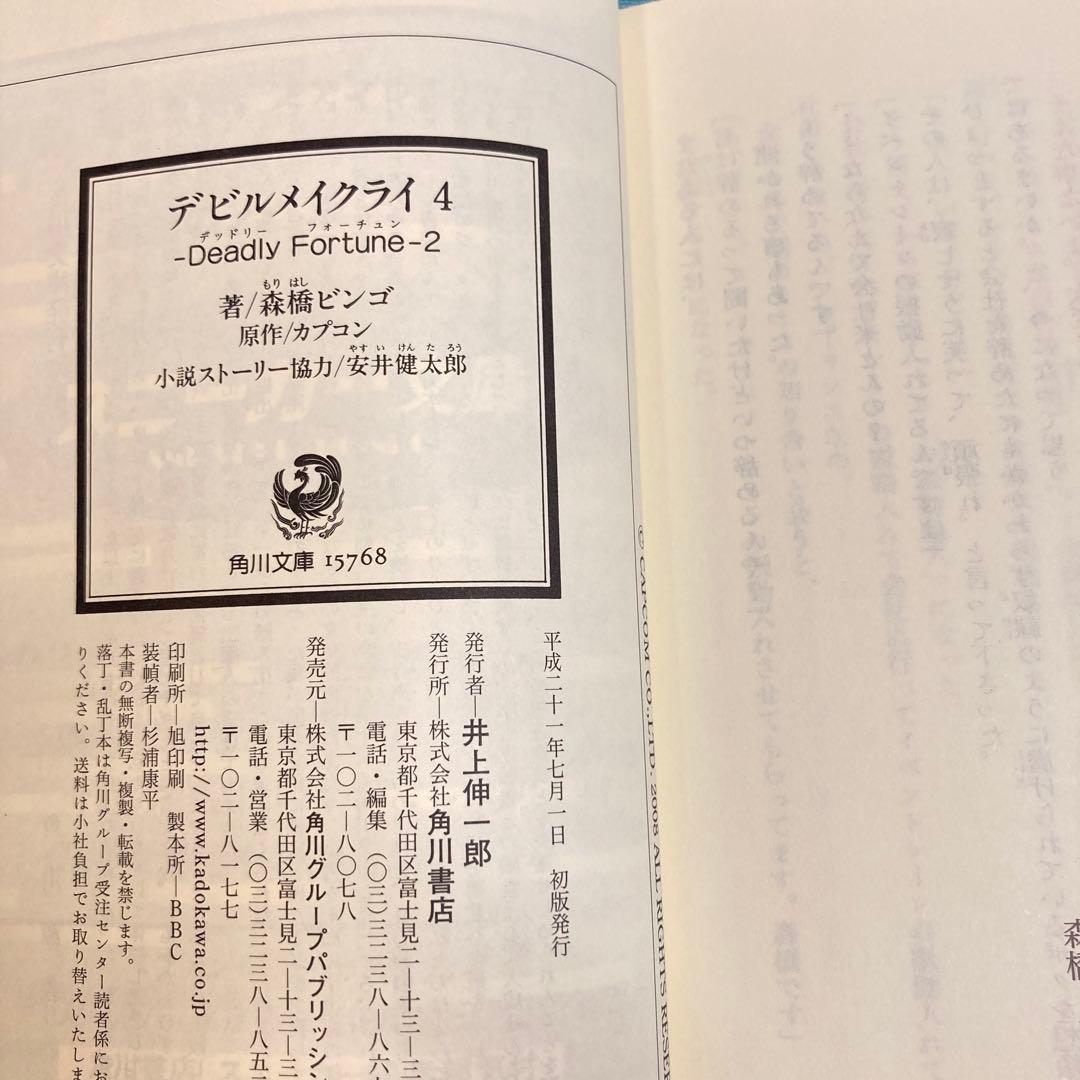 デビルメイクライ 4
デッドリー フォーチュン
-Deadly Fortune-2
もりはし
著/森橋ビンゴ
原作/カプコン
やすいけんたろう
小説ストーリー協力/安井健太郎
角川文庫 15768
平成二十一年七月一日 初版発行
発行者―井上伸一郎
発行所―株式会社角川書店
東京都千代田区富士見二―十三―三
電話・編集 (〇三)三二三八―八六
〒一〇二―八〇七八
発売元―株式会社角川グループパブリッシン
東京都千代田区富士見二―十三―三
電話・営業 (〇三)三二三八―八五
〒一〇二―八一七七
http://www.kadokawa.co.jp
印刷所―旭印刷 製本所―BBC
装幀者―杉浦康平
本書の無断複写・複製・転載を禁じます。
落丁・乱丁本は角川グループ受注センター読者係にお
りください。送料は小社負担でお取り替えいたしま
© CAPCOM CO., LTD. 2008 ALL RIGHTS RESER
森橋